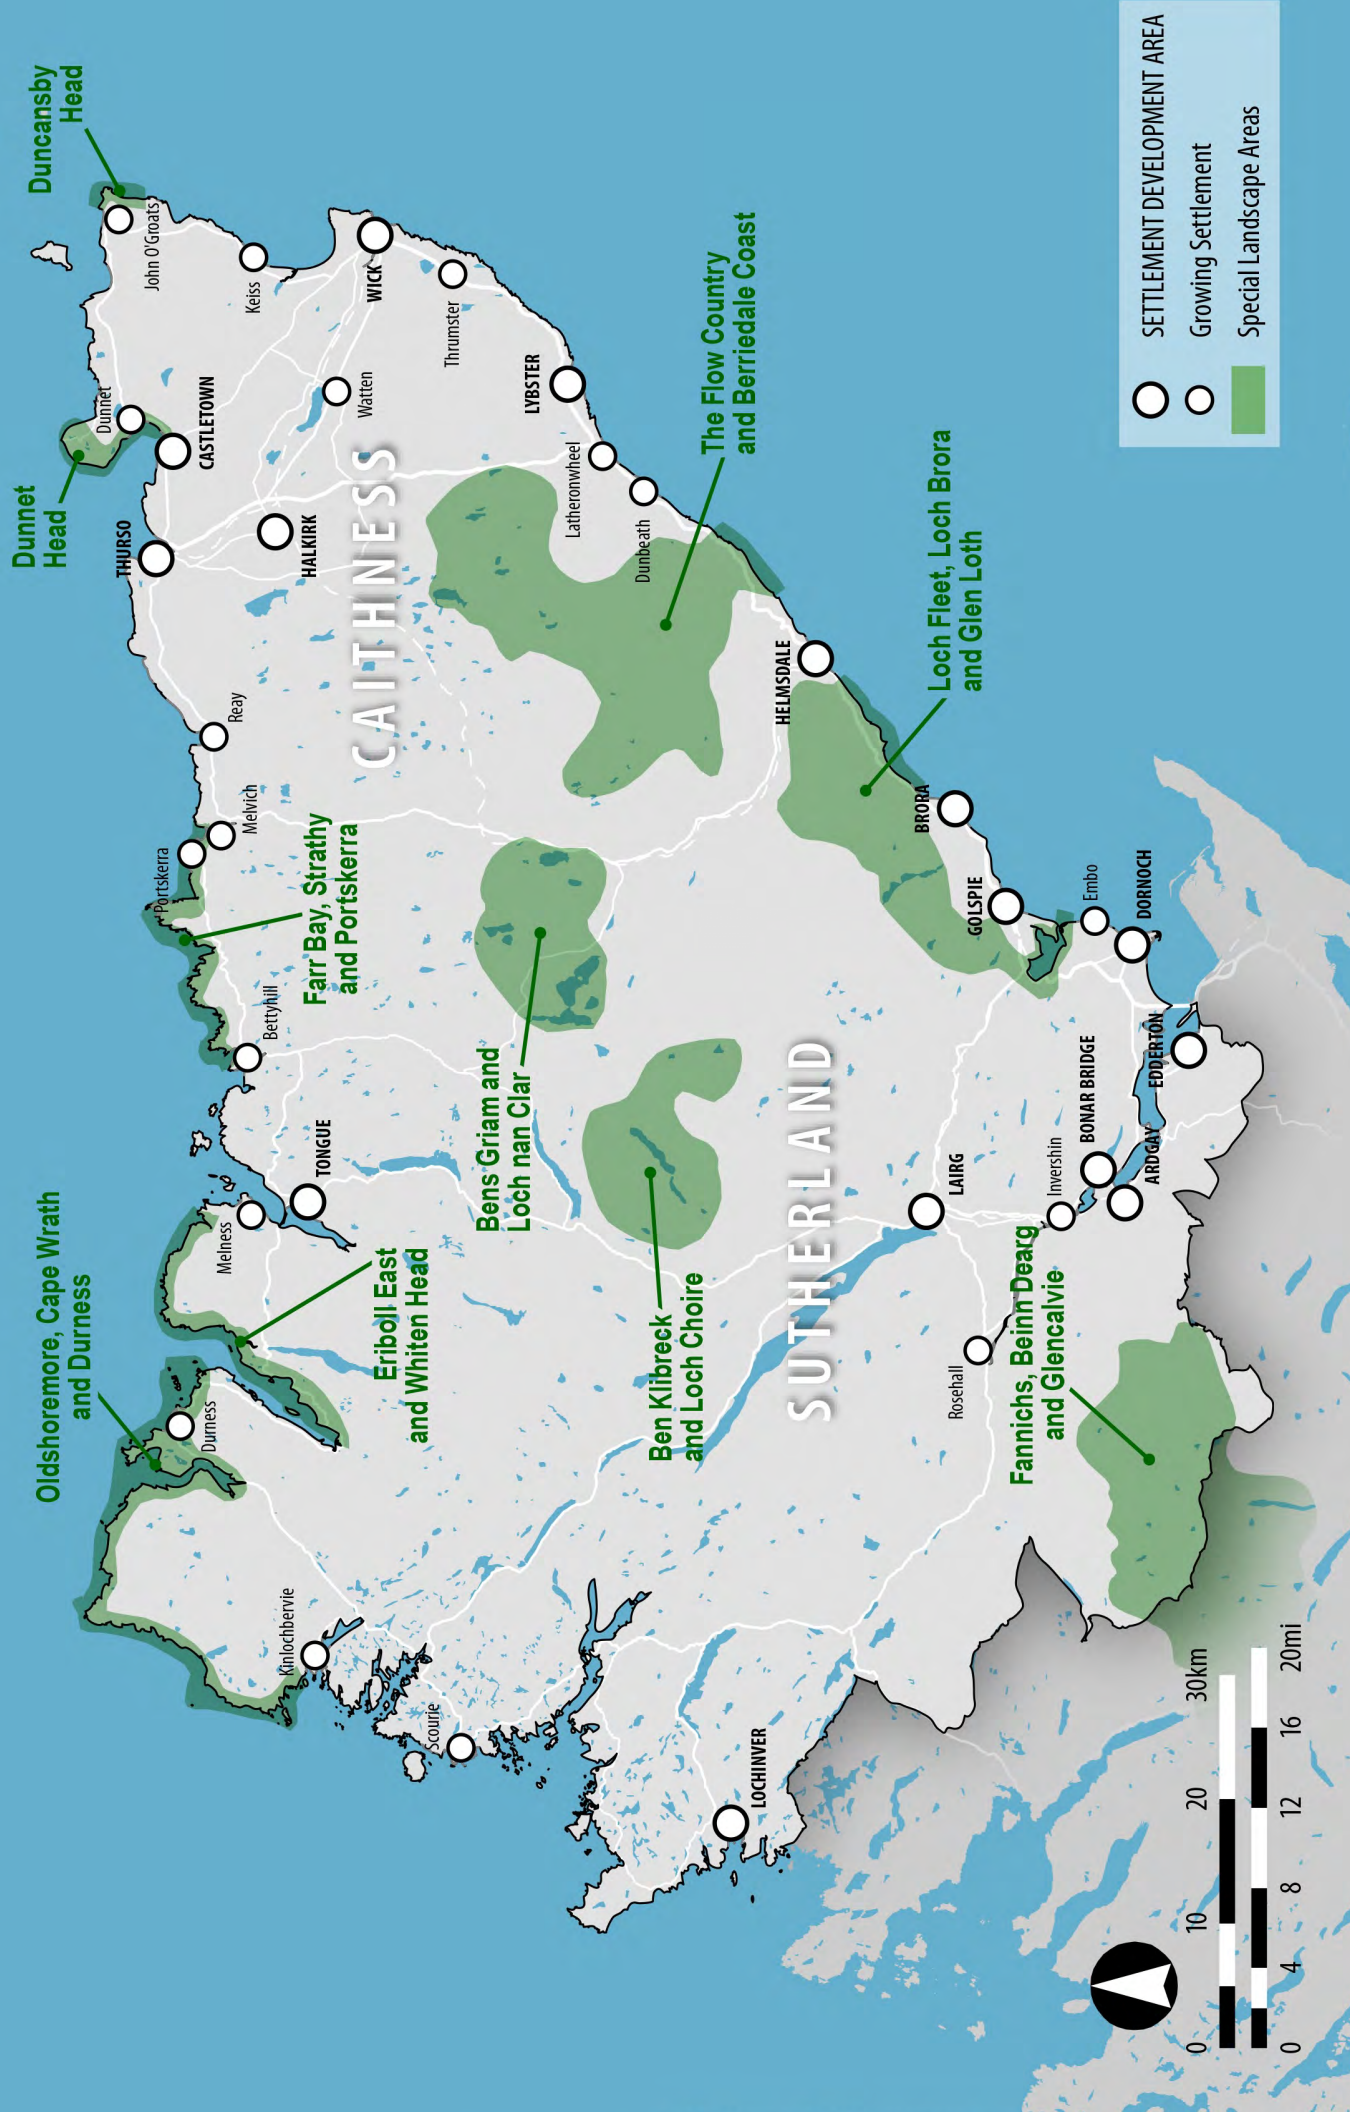 Oldshoremore, Cape Wrath
and Durness
Dunnet
Head
Duncansby
Head
Eriboll East
and Whiten Head
Farr Bay, Strathy
and Portskerra
Bens Griam and
Loch nan Clar
Ben Klibreck
and Loch Choire
The Flow Country
and Berriedale Coast
Loch Fleet, Loch Brora
and Glen Loth
Fannichs, Beinn Dearg
and Glencalvie
CAITHNESS
SUTHERLAND
Durness
Kinlochbervie
Scourie
LOCHINVER
Melness
TONGUE
Bettyhill
Portskerra
Melvich
Reay
THURSO
HALKIRK
CASTLETOWN
Dunnet
John O'Groats
Keiss
WICK
Watten
Thrumster
LYBSTER
Latheronwheel
Dunbeath
HELMSDALE
BRORA
GOLSPIE
Embo
DORNOCH
EDDERTON
BONAR BRIDGE
ARDGAY
Invershin
LAIRG
Rosehall
0 10 20 30km
0 4 8 12 16 20mi
SETTLEMENT DEVELOPMENT AREA
Growing Settlement
Special Landscape Areas